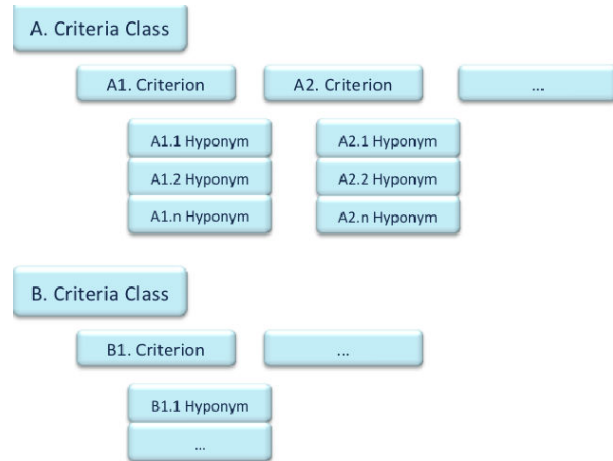 A. Criteria Class
A1. Criterion
A2. Criterion
...
A1.1 Hyponym
A2.1 Hyponym
A1.2 Hyponym
A2.2 Hyponym
A1.n Hyponym
A2.n Hyponym
B. Criteria Class
B1. Criterion
...
B1.1 Hyponym
...